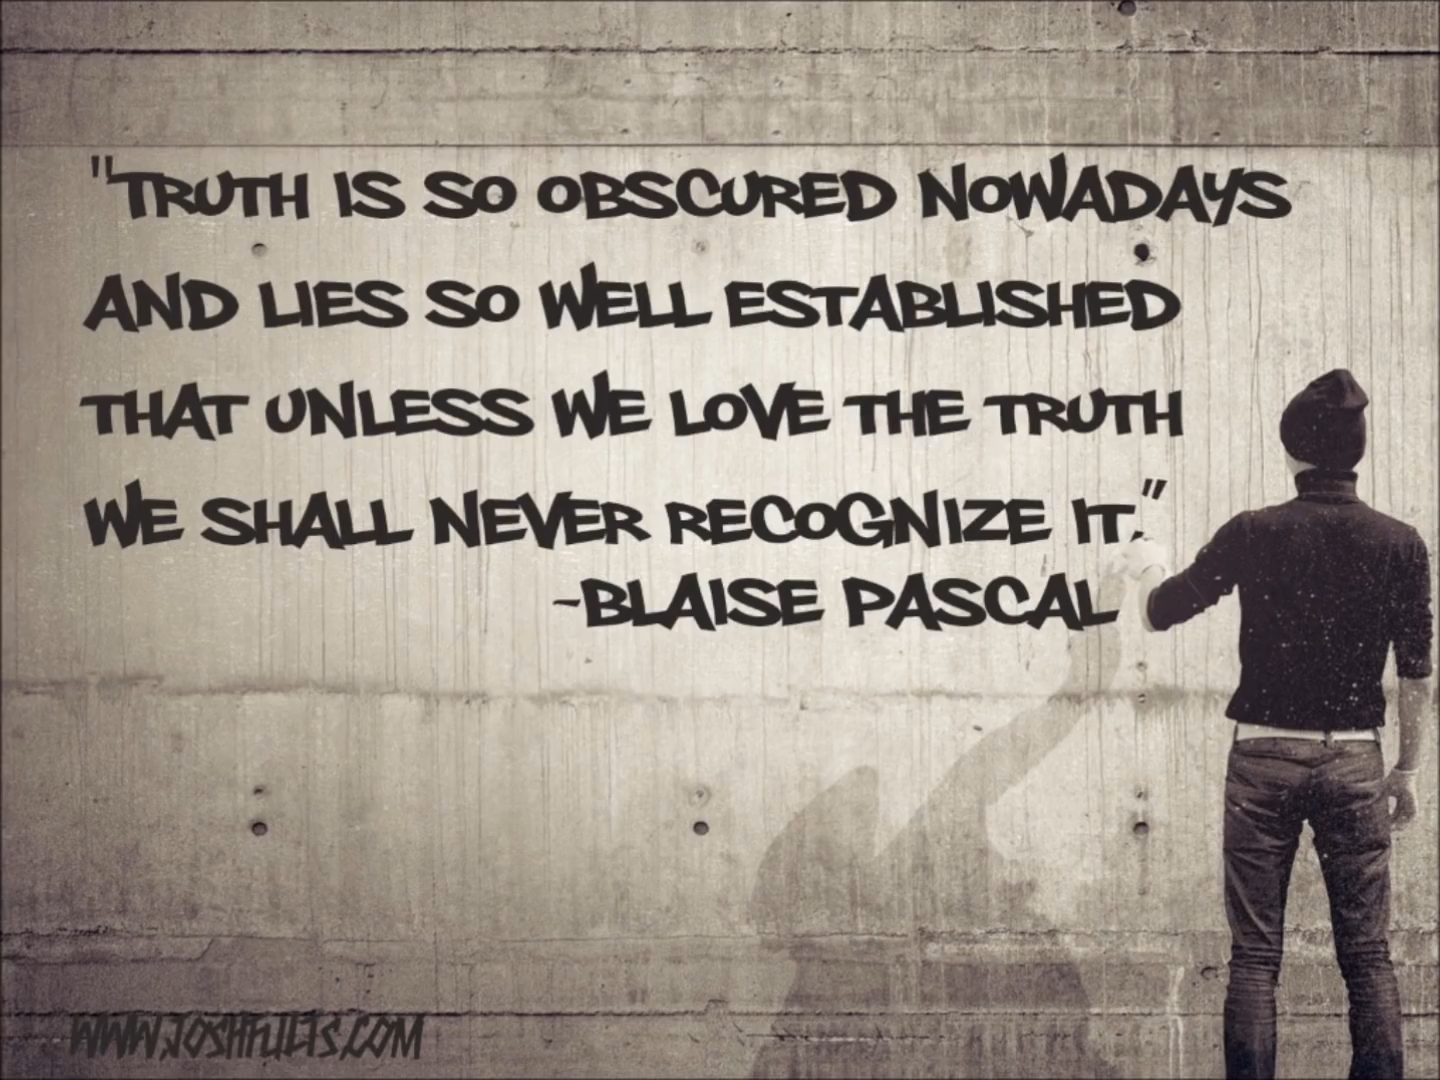 "TRUTH IS SO OBSCURED NOWADAYS
AND LIES SO WELL ESTABLISHED
THAT UNLESS WE LOVE THE TRUTH
WE SHALL NEVER RECOGNIZE IT."
-BLAISE PASCAL
WWW.JOSHFULTS.COM